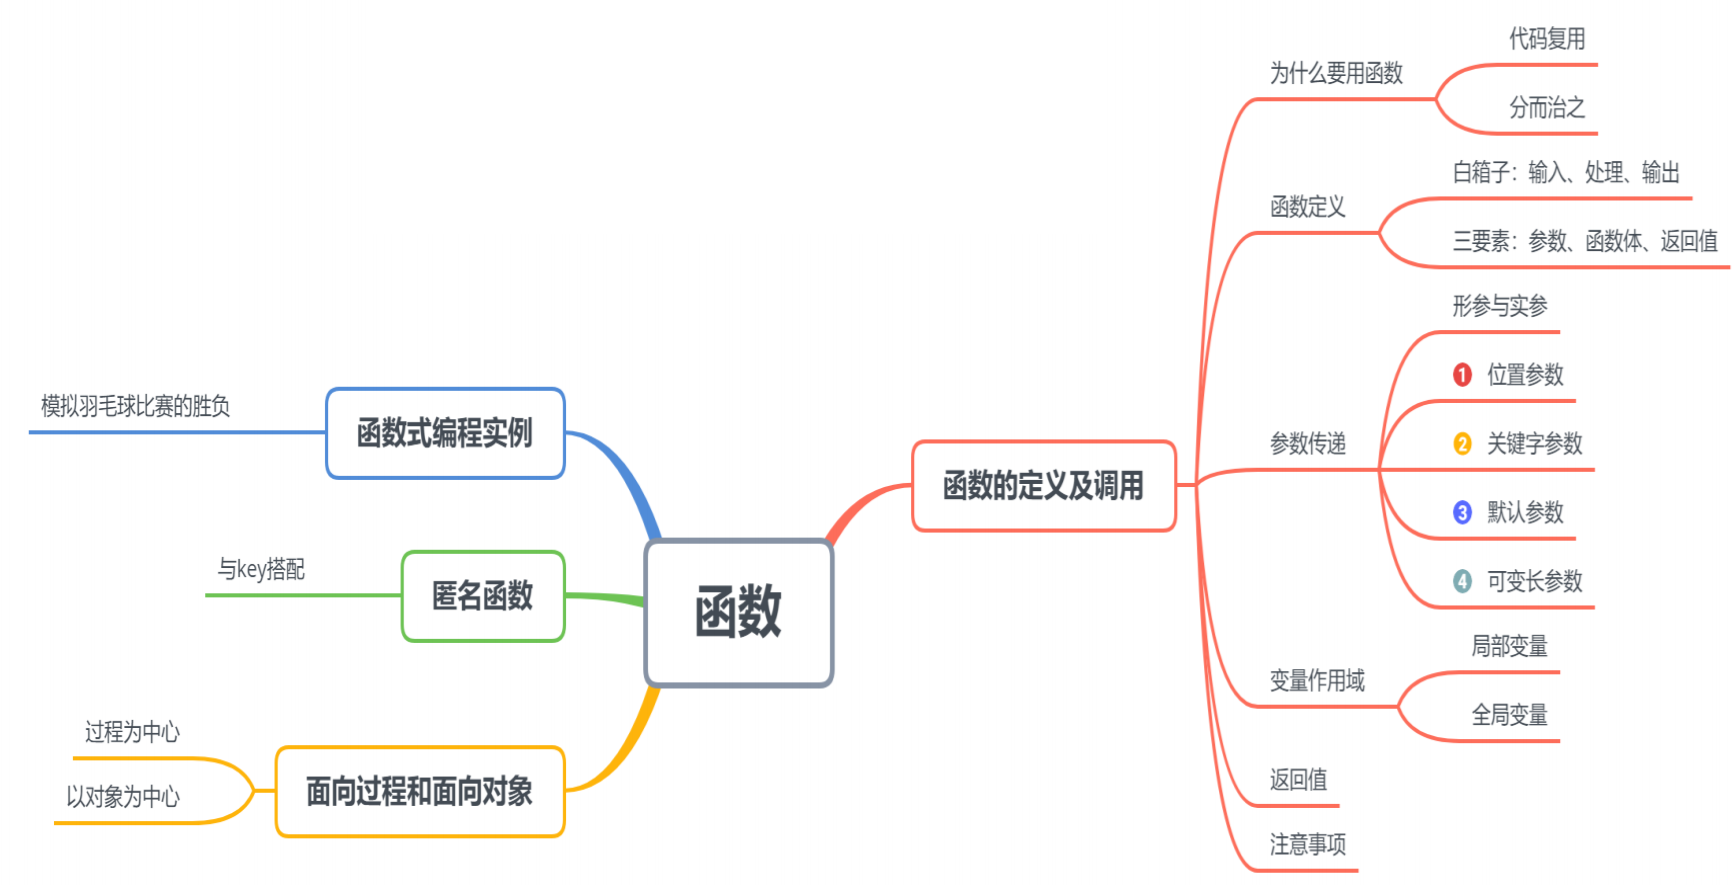 函数
函数的定义及调用
为什么要用函数
代码复用
分而治之
函数定义
白箱子：输入、处理、输出
三要素：参数、函数体、返回值
参数传递
形参与实参
1 位置参数
2 关键字参数
3 默认参数
4 可变长参数
变量作用域
局部变量
全局变量
返回值
注意事项
函数式编程实例
模拟羽毛球比赛的胜负
匿名函数
与key搭配
面向过程和面向对象
过程为中心
以对象为中心